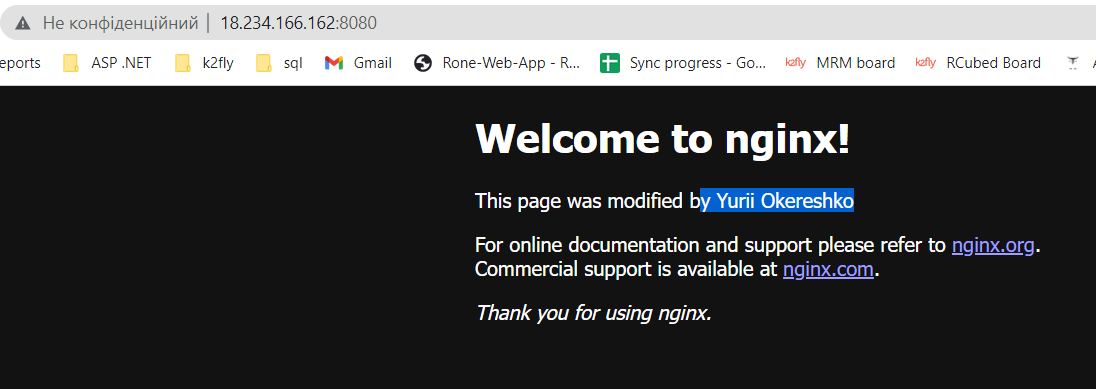 Не конфіденційний | 18.234.166.162:8080
eports ASP .NET k2fly sql Gmail Rone-Web-App - R... Sync progress - Go... k2fly MRM board k2fly RCubed Board
Welcome to nginx!
This page was modified by Yurii Okereshko
For online documentation and support please refer to nginx.org.
Commercial support is available at nginx.com.
Thank you for using nginx.